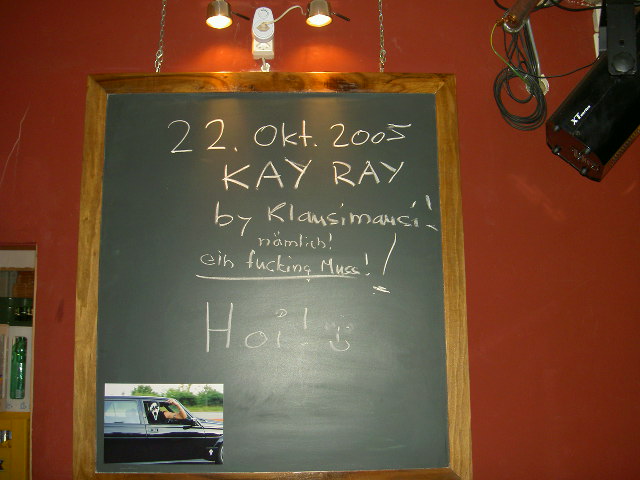 22. Okt. 2005
KAY RAY
by Klausimausi!!
nämlich!
ein fucking Muss!!
Hoi! :)